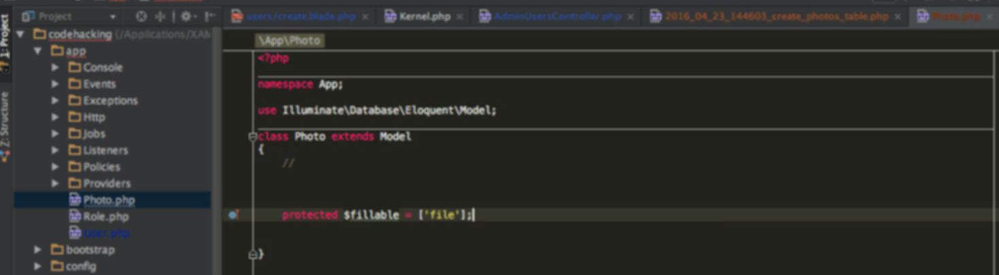 Project
users/create.blade.php
Kernel.php
AdminUsersController.php
2016_04_23_144603_create_photos_table.php
Photo.php
1: Project
Z: Structure
codehacking (/Applications/XAM
app
Console
Events
Exceptions
Http
Jobs
Listeners
Policies
Providers
Photo.php
Role.php
User.php
bootstrap
config
\App\Photo
<?php
namespace App;
use Illuminate\Database\Eloquent\Model;
class Photo extends Model
{
//
protected $fillable = ['file'];
}